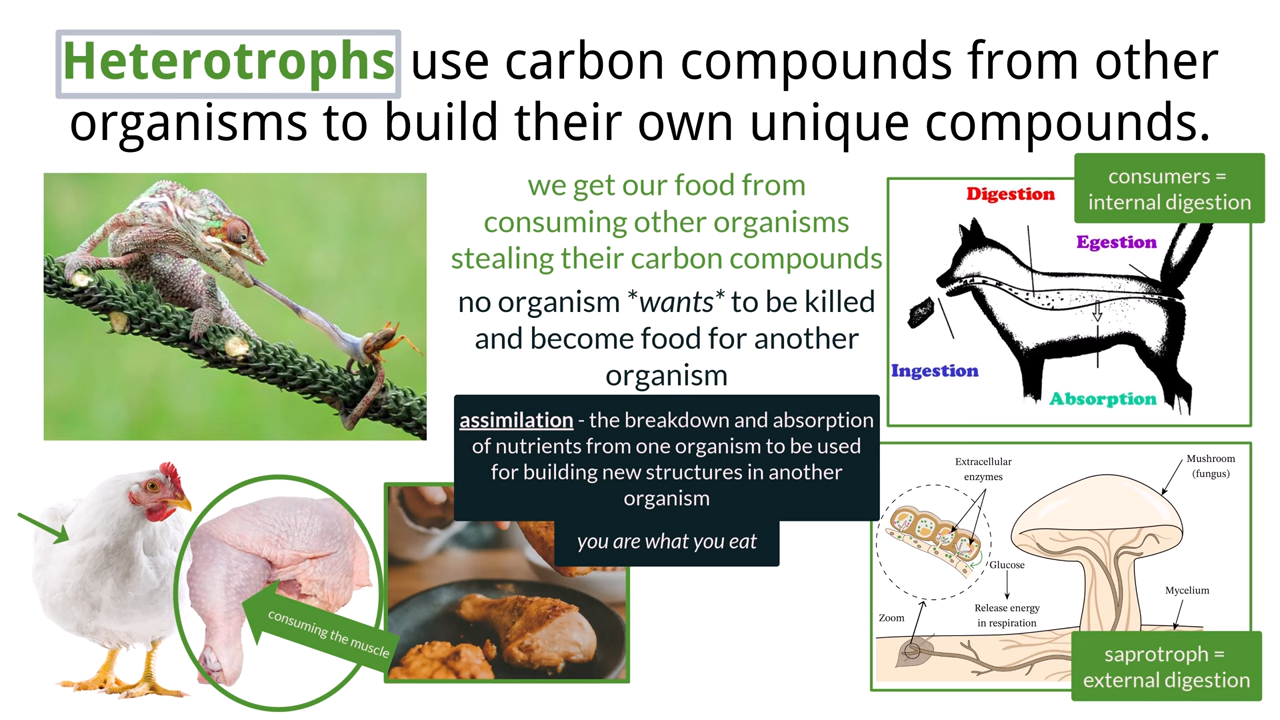 Heterotrophs use carbon compounds from other
organisms to build their own unique compounds.
we get our food from
consuming other organisms
stealing their carbon compounds
no organism *wants* to be killed
and become food for another
organism
assimilation - the breakdown and absorption
of nutrients from one organism to be used
for building new structures in another
organism
you are what you eat
consuming the muscle
consumers =
internal digestion
Digestion
Egestion
Ingestion
Absorption
Extracellular
enzymes
Mushroom
(fungus)
Glucose
Release energy
in respiration
Mycelium
Zoom
saprotroph =
external digestion